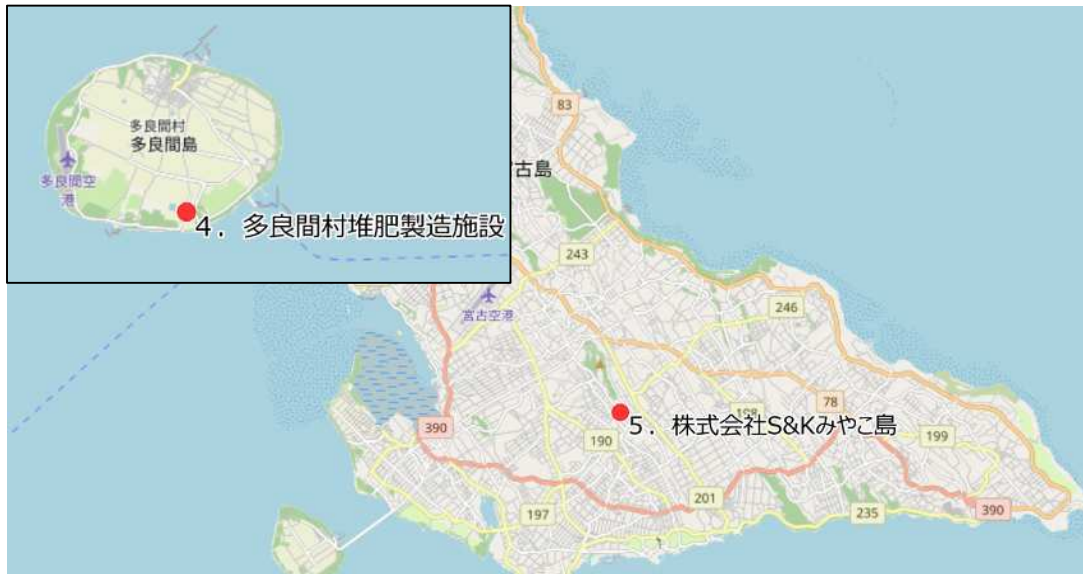 多良間村
多良間島
多良間空
港
4．多良間村堆肥製造施設
83
古島
243
宮古空港
246
78
198
5．株式会社S&Kみやこ島
390
190
199
201
197
235
390